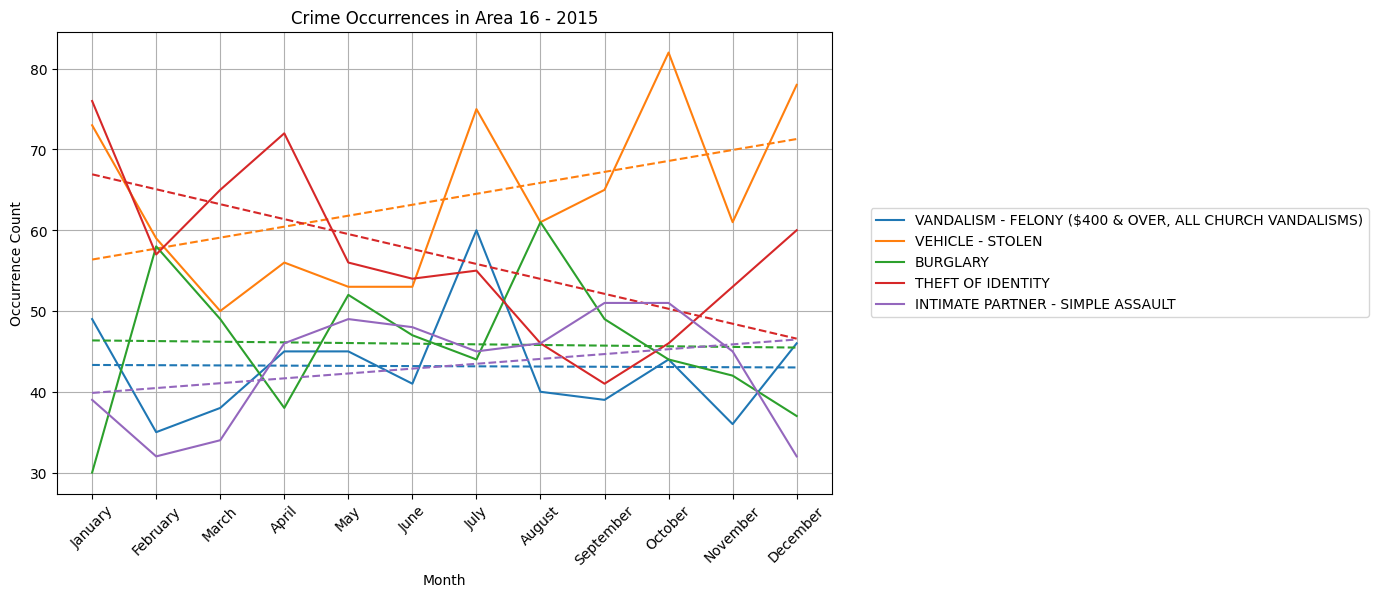 Crime Occurrences in Area 16 - 2015
Occurrence Count
80
70
60
50
40
30
January
February
March
April
May
June
July
August
September
October
November
December
Month
VANDALISM - FELONY ($400 & OVER, ALL CHURCH VANDALISMS)
VEHICLE - STOLEN
BURGLARY
THEFT OF IDENTITY
INTIMATE PARTNER - SIMPLE ASSAULT